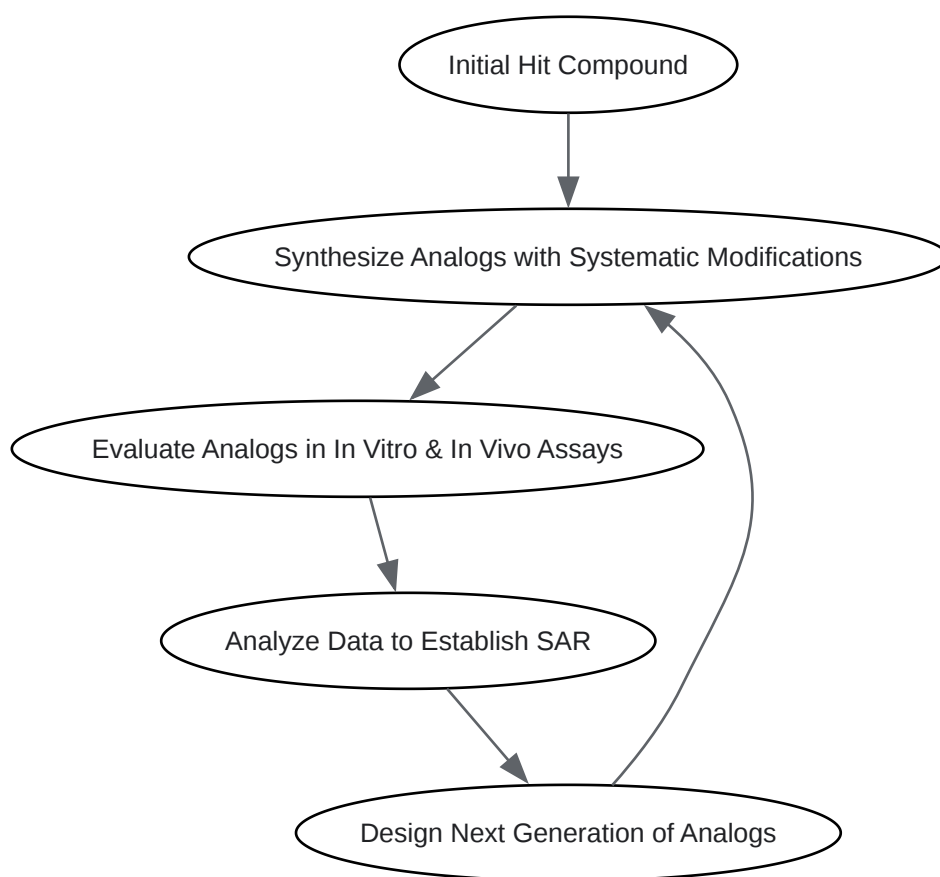 Initial Hit Compound
Synthesize Analogs with Systematic Modifications
Evaluate Analogs in In Vitro & In Vivo Assays
Analyze Data to Establish SAR
Design Next Generation of Analogs